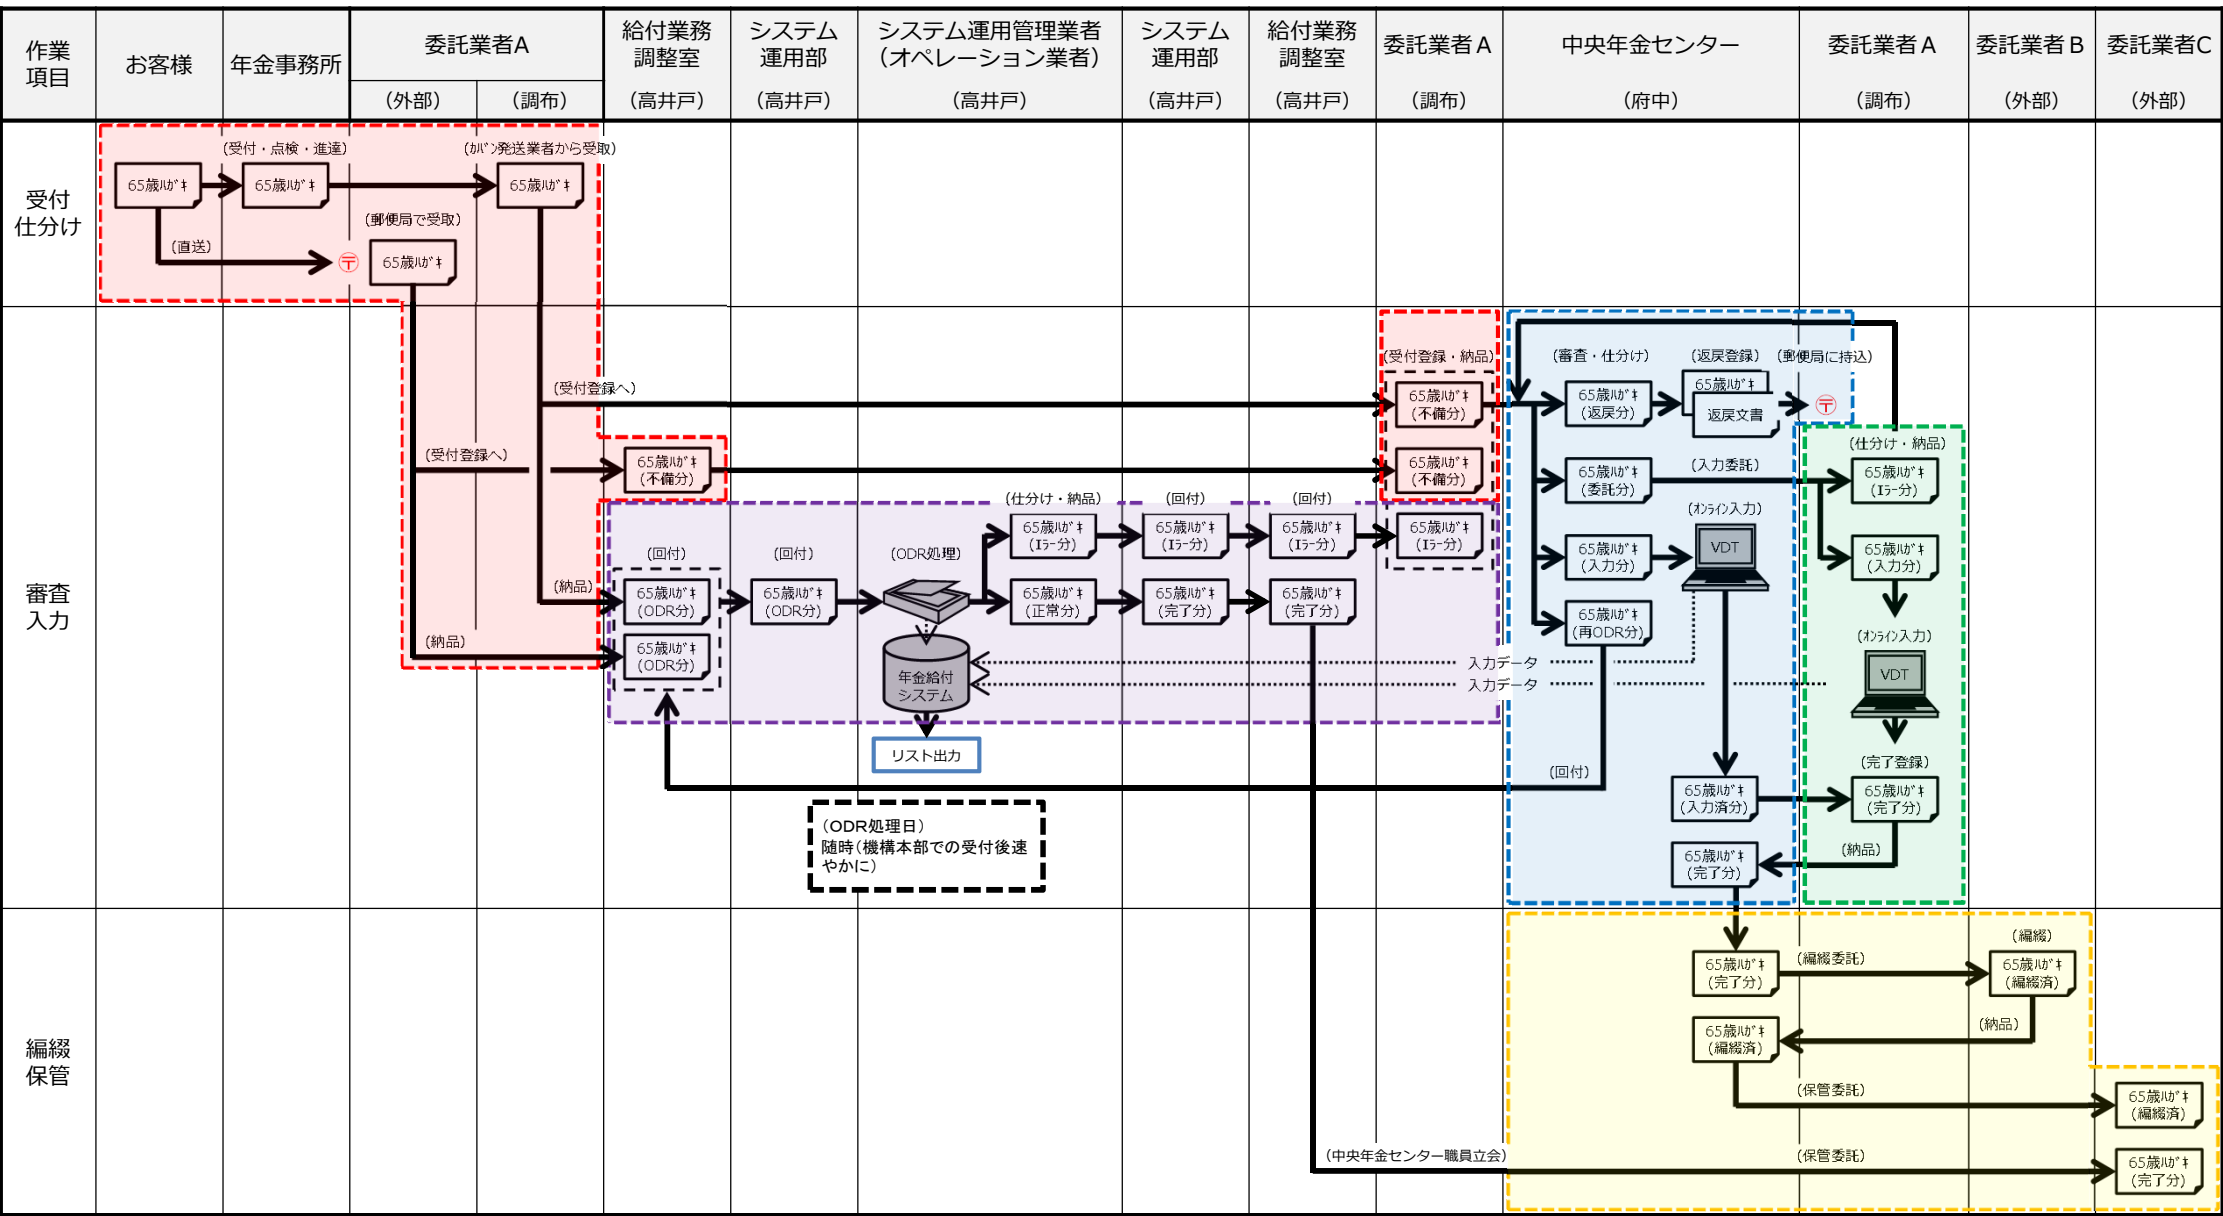 作業
項目
お客様
年金事務所
委託業者A
（外部）
（調布）
給付業務
調整室
（高井戸）
システム
運用部
（高井戸）
システム運用管理業者
（オペレーション業者）
（高井戸）
システム
運用部
（高井戸）
給付業務
調整室
（高井戸）
委託業者A
（調布）
中央年金センター
（府中）
委託業者A
（調布）
委託業者B
（外部）
委託業者C
（外部）
受付
仕分け
（受付・点検・進達）
（ｶﾊﾞﾝ発送業者から受取）
65歳ﾊｶﾞｷ
65歳ﾊｶﾞｷ
65歳ﾊｶﾞｷ
（郵便局で受取）
（直送）
〒
65歳ﾊｶﾞｷ
審査
入力
（受付登録・納品）
（審査・仕分け）
（返戻登録）
（郵便局に持込）
（受付登録へ）
65歳ﾊｶﾞｷ
（不備分）
65歳ﾊｶﾞｷ
（返戻分）
65歳ﾊｶﾞｷ
返戻文書
〒
（受付登録へ）
65歳ﾊｶﾞｷ
（不備分）
65歳ﾊｶﾞｷ
（不備分）
65歳ﾊｶﾞｷ
（委託分）
（入力委託）
（仕分け・納品）
65歳ﾊｶﾞｷ
（ｴﾗｰ分）
（仕分け・納品）
（回付）
（回付）
65歳ﾊｶﾞｷ
（ｴﾗｰ分）
65歳ﾊｶﾞｷ
（ｴﾗｰ分）
65歳ﾊｶﾞｷ
（ｴﾗｰ分）
65歳ﾊｶﾞｷ
（ｴﾗｰ分）
（ｵﾝﾗｲﾝ入力）
VDT
65歳ﾊｶﾞｷ
（入力分）
65歳ﾊｶﾞｷ
（入力分）
（回付）
（回付）
（ODR処理）
（納品）
65歳ﾊｶﾞｷ
（ODR分）
65歳ﾊｶﾞｷ
（ODR分）
65歳ﾊｶﾞｷ
（正常分）
65歳ﾊｶﾞｷ
（完了分）
65歳ﾊｶﾞｷ
（完了分）
65歳ﾊｶﾞｷ
（再ODR分）
（納品）
65歳ﾊｶﾞｷ
（ODR分）
年金給付
システム
入力データ
入力データ
（ｵﾝﾗｲﾝ入力）
VDT
リスト出力
（回付）
（完了登録）
65歳ﾊｶﾞｷ
（入力済分）
65歳ﾊｶﾞｷ
（完了分）
（ODR処理日）
随時（機構本部での受付後速
やかに）
65歳ﾊｶﾞｷ
（完了分）
（納品）
編綴
保管
65歳ﾊｶﾞｷ
（完了分）
（編綴委託）
（編綴）
65歳ﾊｶﾞｷ
（編綴済）
65歳ﾊｶﾞｷ
（編綴済）
（納品）
（保管委託）
65歳ﾊｶﾞｷ
（編綴済）
（中央年金センター職員立会）
（保管委託）
65歳ﾊｶﾞｷ
（完了分）